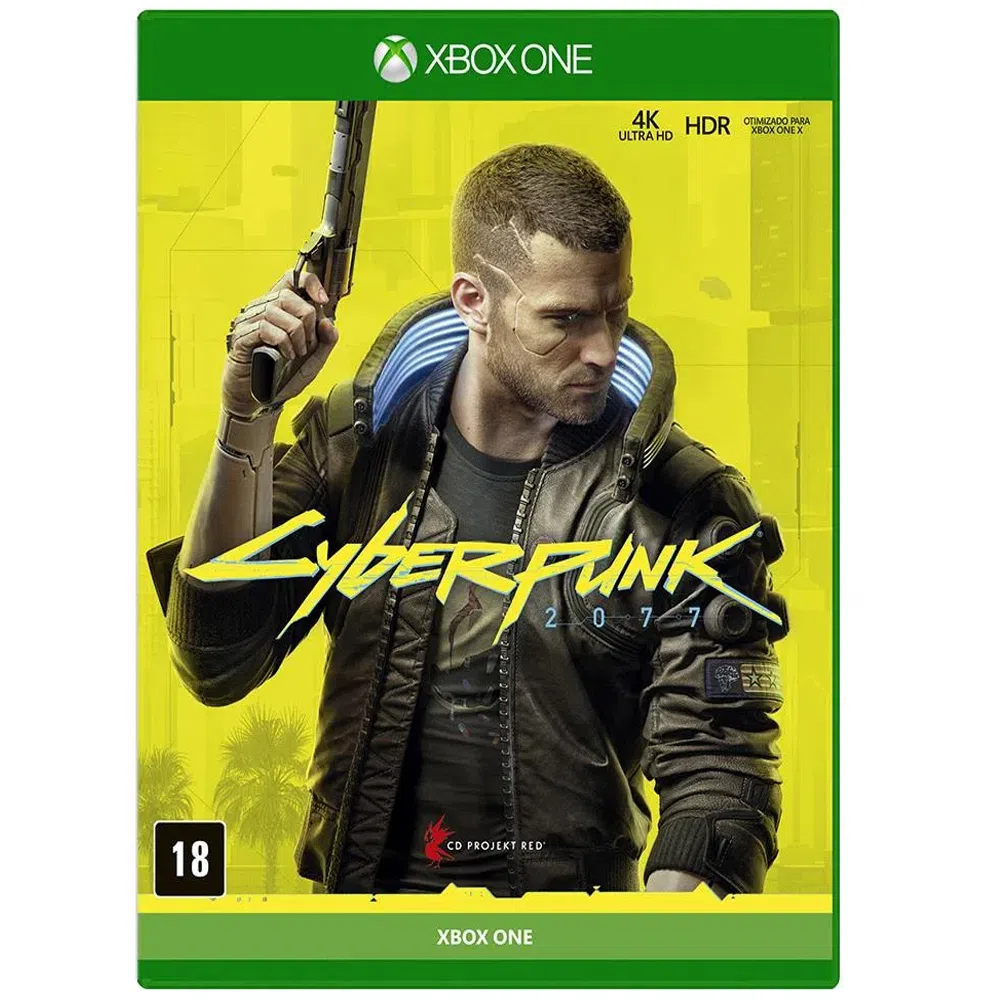 XBOX ONE
4K
ULTRA HD
HDR
OTIMIZADO PARA
XBOX ONE X
CYBERPUNK
2077
CD PROJEKT RED
18
XBOX ONE